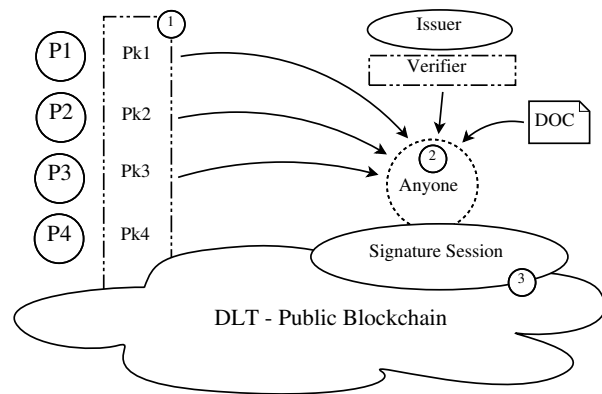 1
Issuer
P1 Pk1
Verifier
P2 Pk2
DOC
2
P3 Pk3
Anyone
P4 Pk4
Signature Session
3
DLT - Public Blockchain